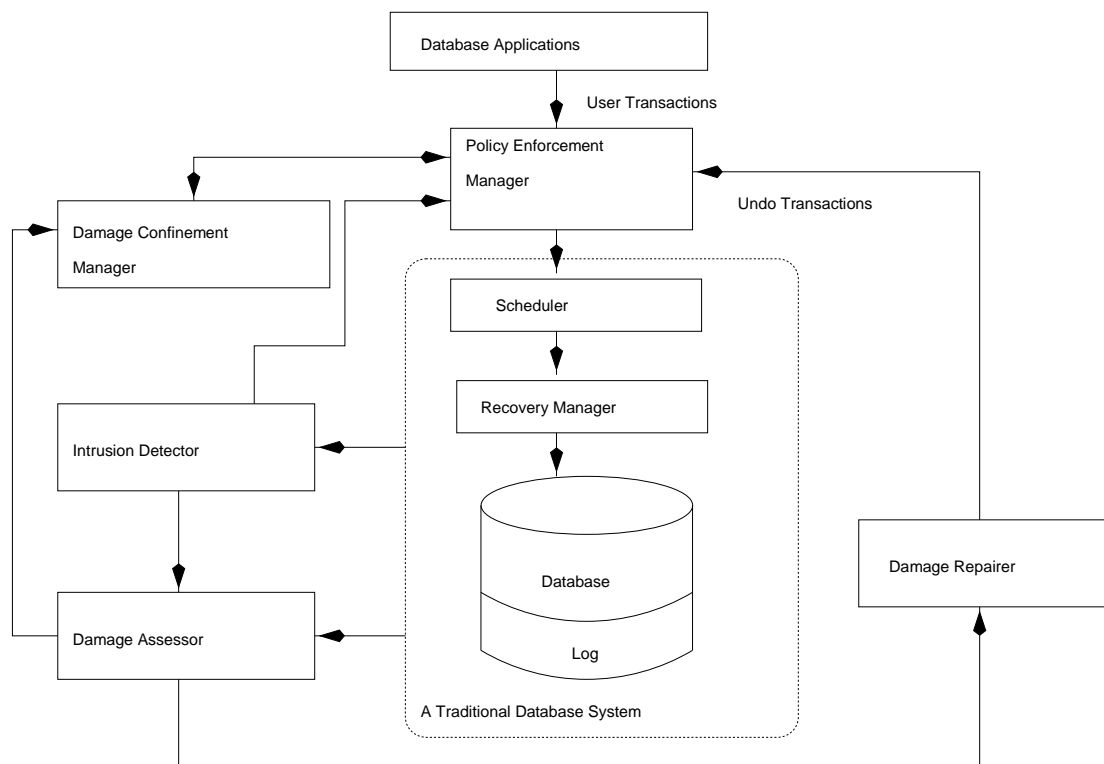 Database Applications
User Transactions
Policy Enforcement
Manager
Undo Transactions
Damage Confinement
Manager
Scheduler
Recovery Manager
Intrusion Detector
Database
Damage Repairer
Damage Assessor
Log
A Traditional Database System